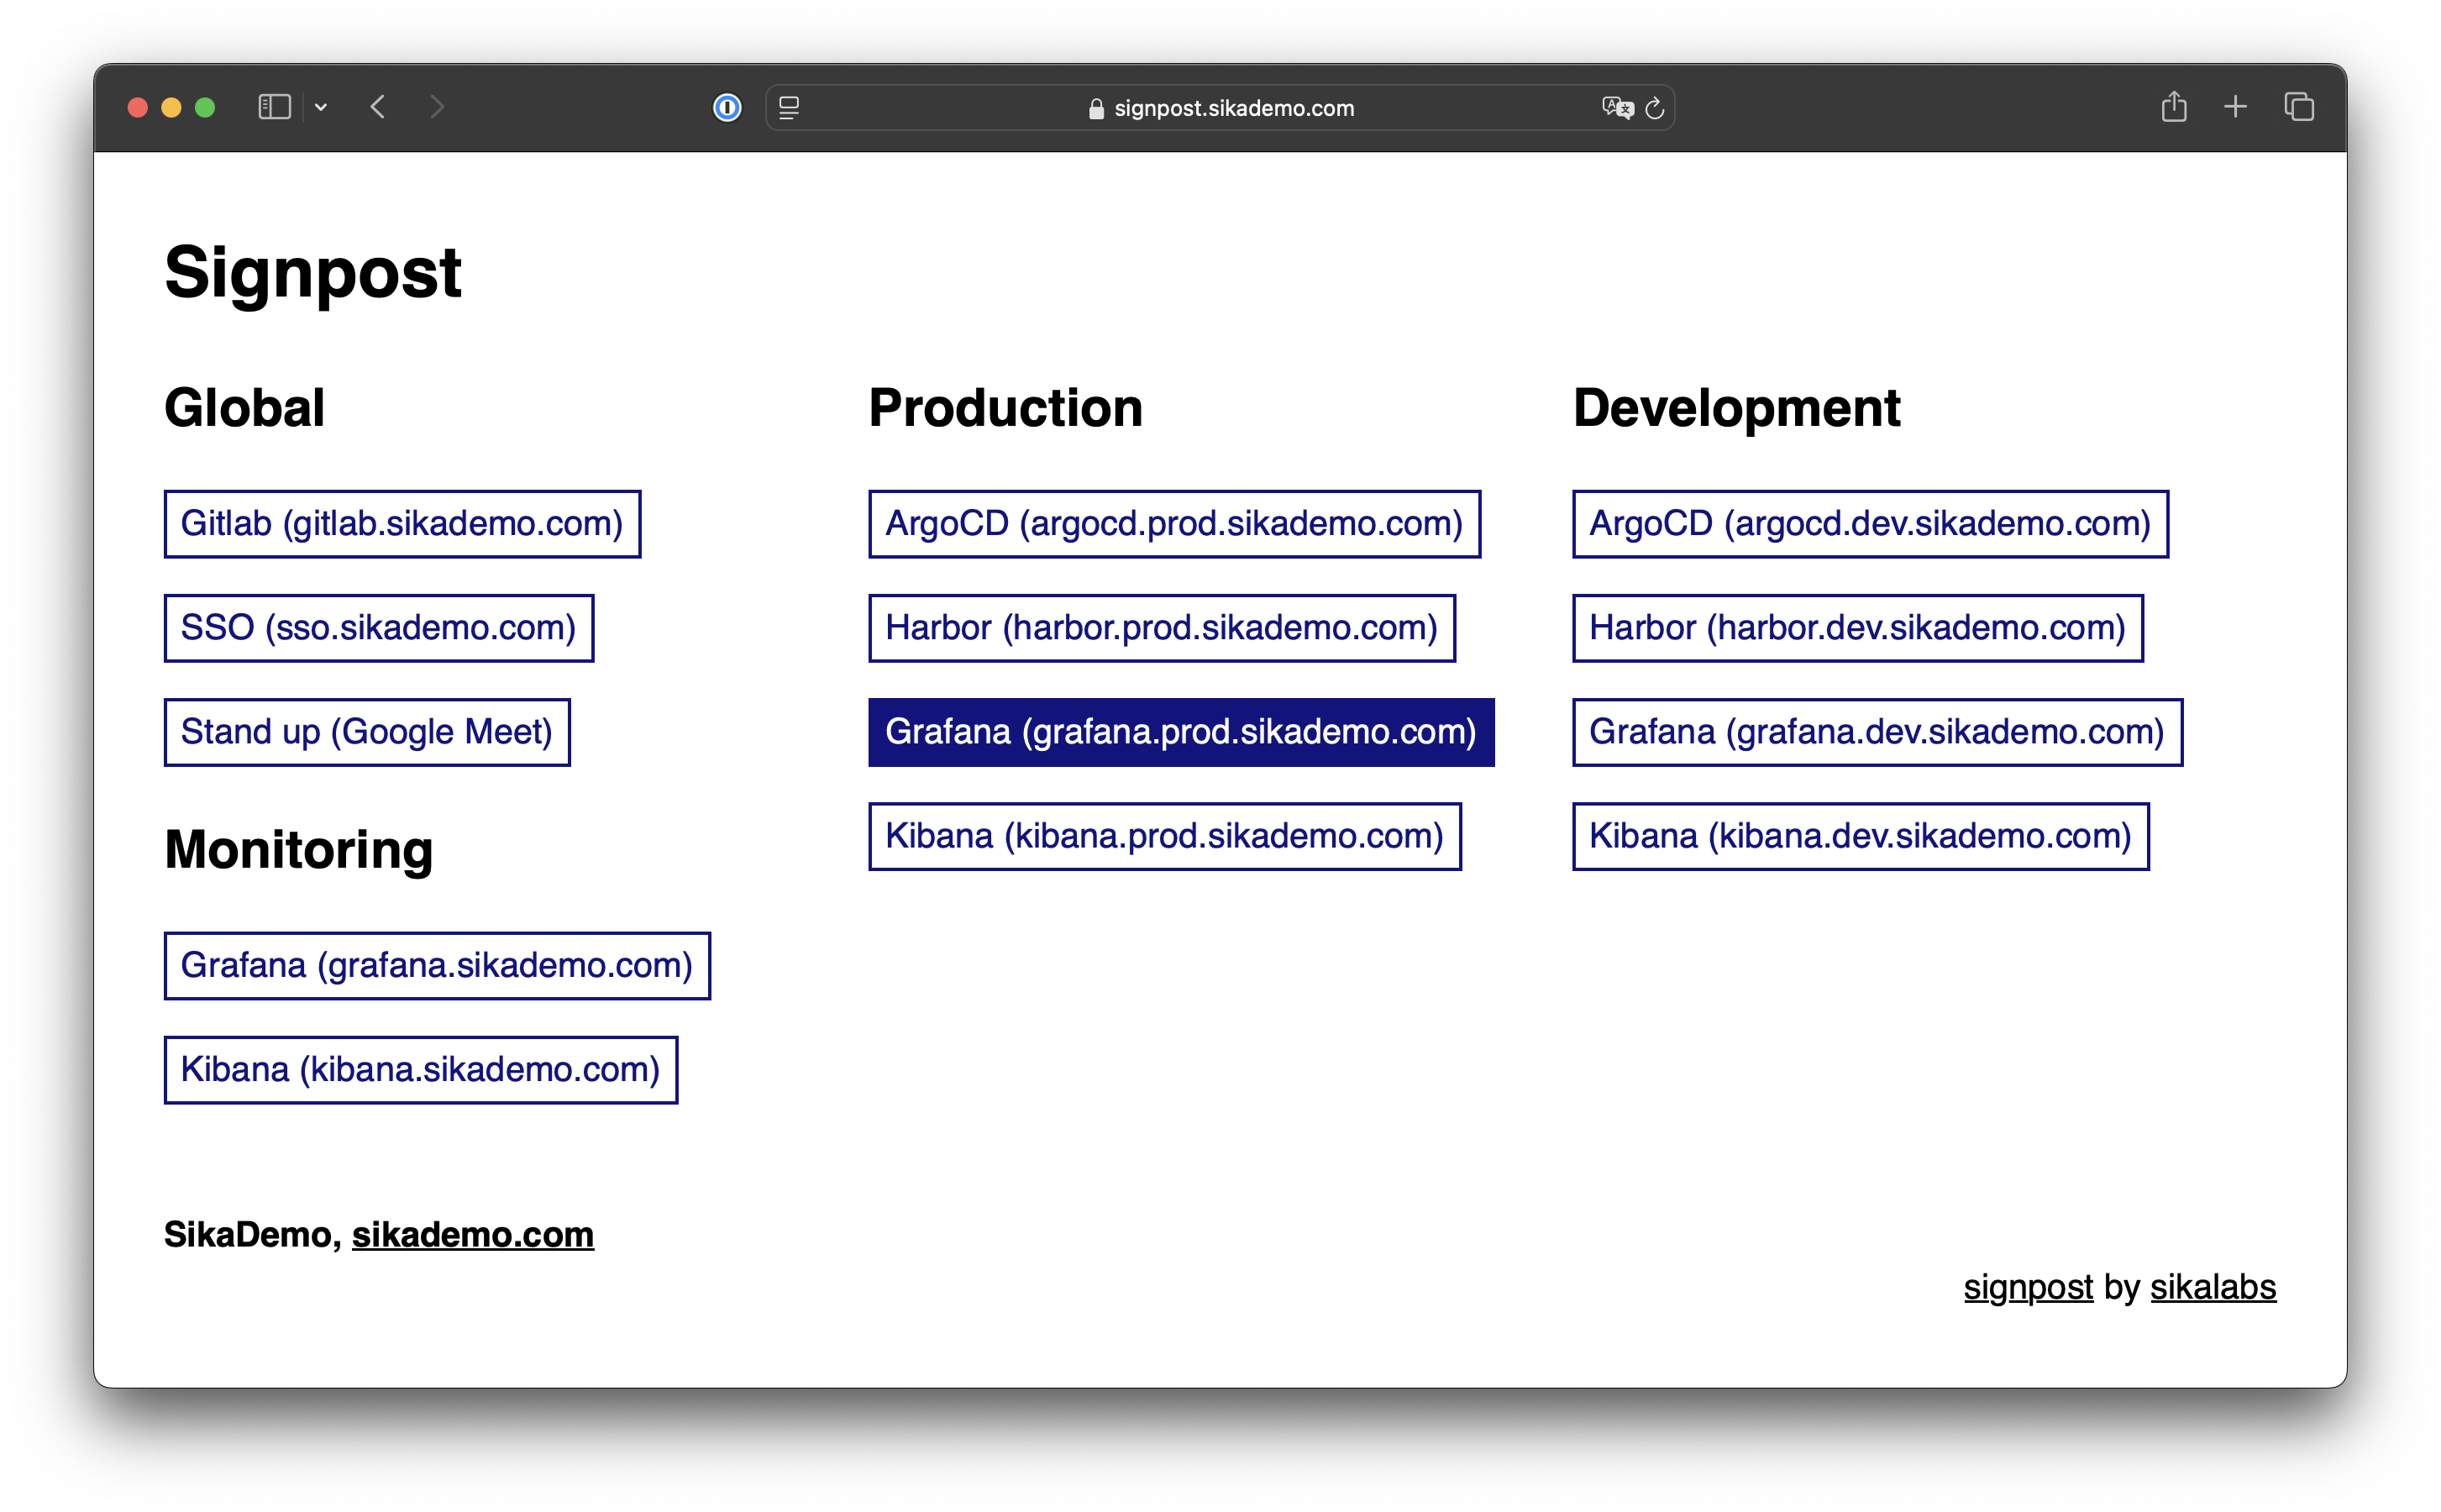 signpost.sikademo.com
Signpost
Global
Gitlab (gitlab.sikademo.com)
SSO (sso.sikademo.com)
Stand up (Google Meet)
Monitoring
Grafana (grafana.sikademo.com)
Kibana (kibana.sikademo.com)
Production
ArgoCD (argocd.prod.sikademo.com)
Harbor (harbor.prod.sikademo.com)
Grafana (grafana.prod.sikademo.com)
Kibana (kibana.prod.sikademo.com)
Development
ArgoCD (argocd.dev.sikademo.com)
Harbor (harbor.dev.sikademo.com)
Grafana (grafana.dev.sikademo.com)
Kibana (kibana.dev.sikademo.com)
SikaDemo, sikademo.com
signpost by sikalabs